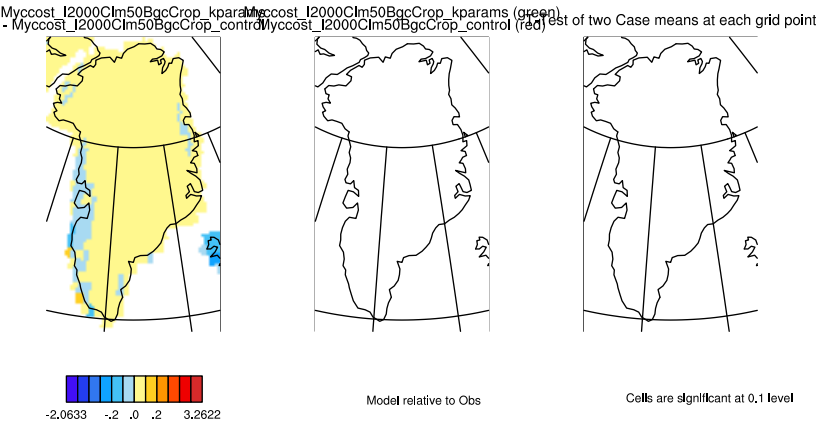 Myccost_I2000Clm50BgcCrop_kparams
- Myccost_I2000Clm50BgcCrop_control
Myccost_I2000Clm50BgcCrop_kparams (green)
Myccost_I2000Clm50BgcCrop_control (red)
T-Test of two Case means at each grid point
-2.0633 -.2 .0 .2 3.2622
Model relative to Obs
Cells are significant at 0.1 level